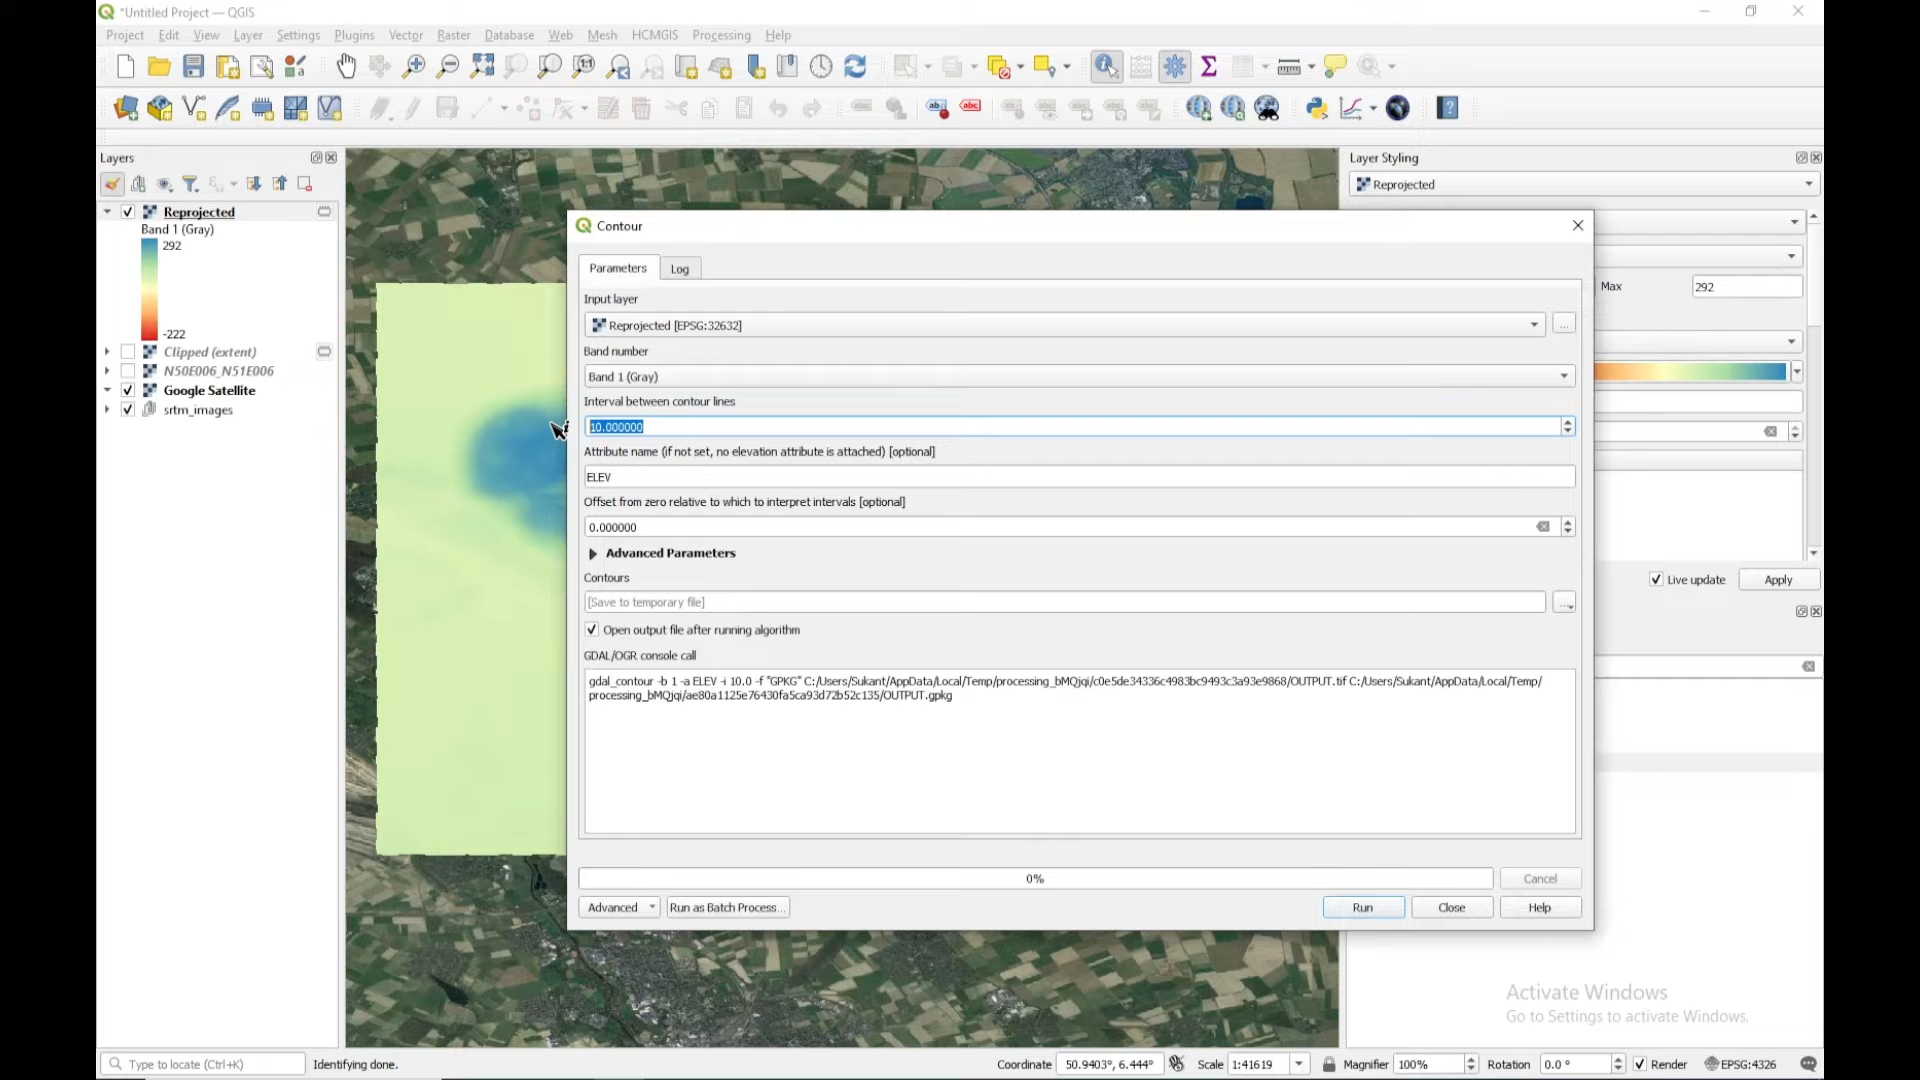 *Untitled Project — QGIS
Project Edit View Layer Settings Plugins Vector Raster Database Web Mesh HCMGIS Processing Help
Layers
Layer Styling
Reprojected
Reprojected
Band 1 (Gray)
292
-222
Clipped (extent)
N50E006_N51E006
Google Satellite
srtm_images
Contour
Parameters Log
Input layer
Reprojected [EPSG:32632]
Band number
Band 1 (Gray)
Interval between contour lines
10.000000
Attribute name (if not set, no elevation attribute is attached) [optional]
ELEV
Offset from zero relative to which to interpret intervals [optional]
0.000000
Advanced Parameters
Contours
[Save to temporary file]
Open output file after running algorithm
GDAL/OGR console call
gdal_contour -b 1 -a ELEV -i 10.0 -f "GPKG" C:/Users/Sukant/AppData/Local/Temp/processing_bMQjqi/c0e5de34336c4983bc9493c3a93e9868/OUTPUT.tif C:/Users/Sukant/AppData/Local/Temp/
processing_bMQjqi/ae80a1125e76430fa5ca93d72b52c135/OUTPUT.gpkg
0%
Cancel
Advanced
Run as Batch Process...
Run
Close
Help
Max 292
Live update
Apply
Activate Windows
Go to Settings to activate Windows.
Type to locate (Ctrl+K) Identifying done. Coordinate 50.9403°, 6.444° Scale 1:41619 Magnifier 100% Rotation 0.0 ° Render EPSG:4326